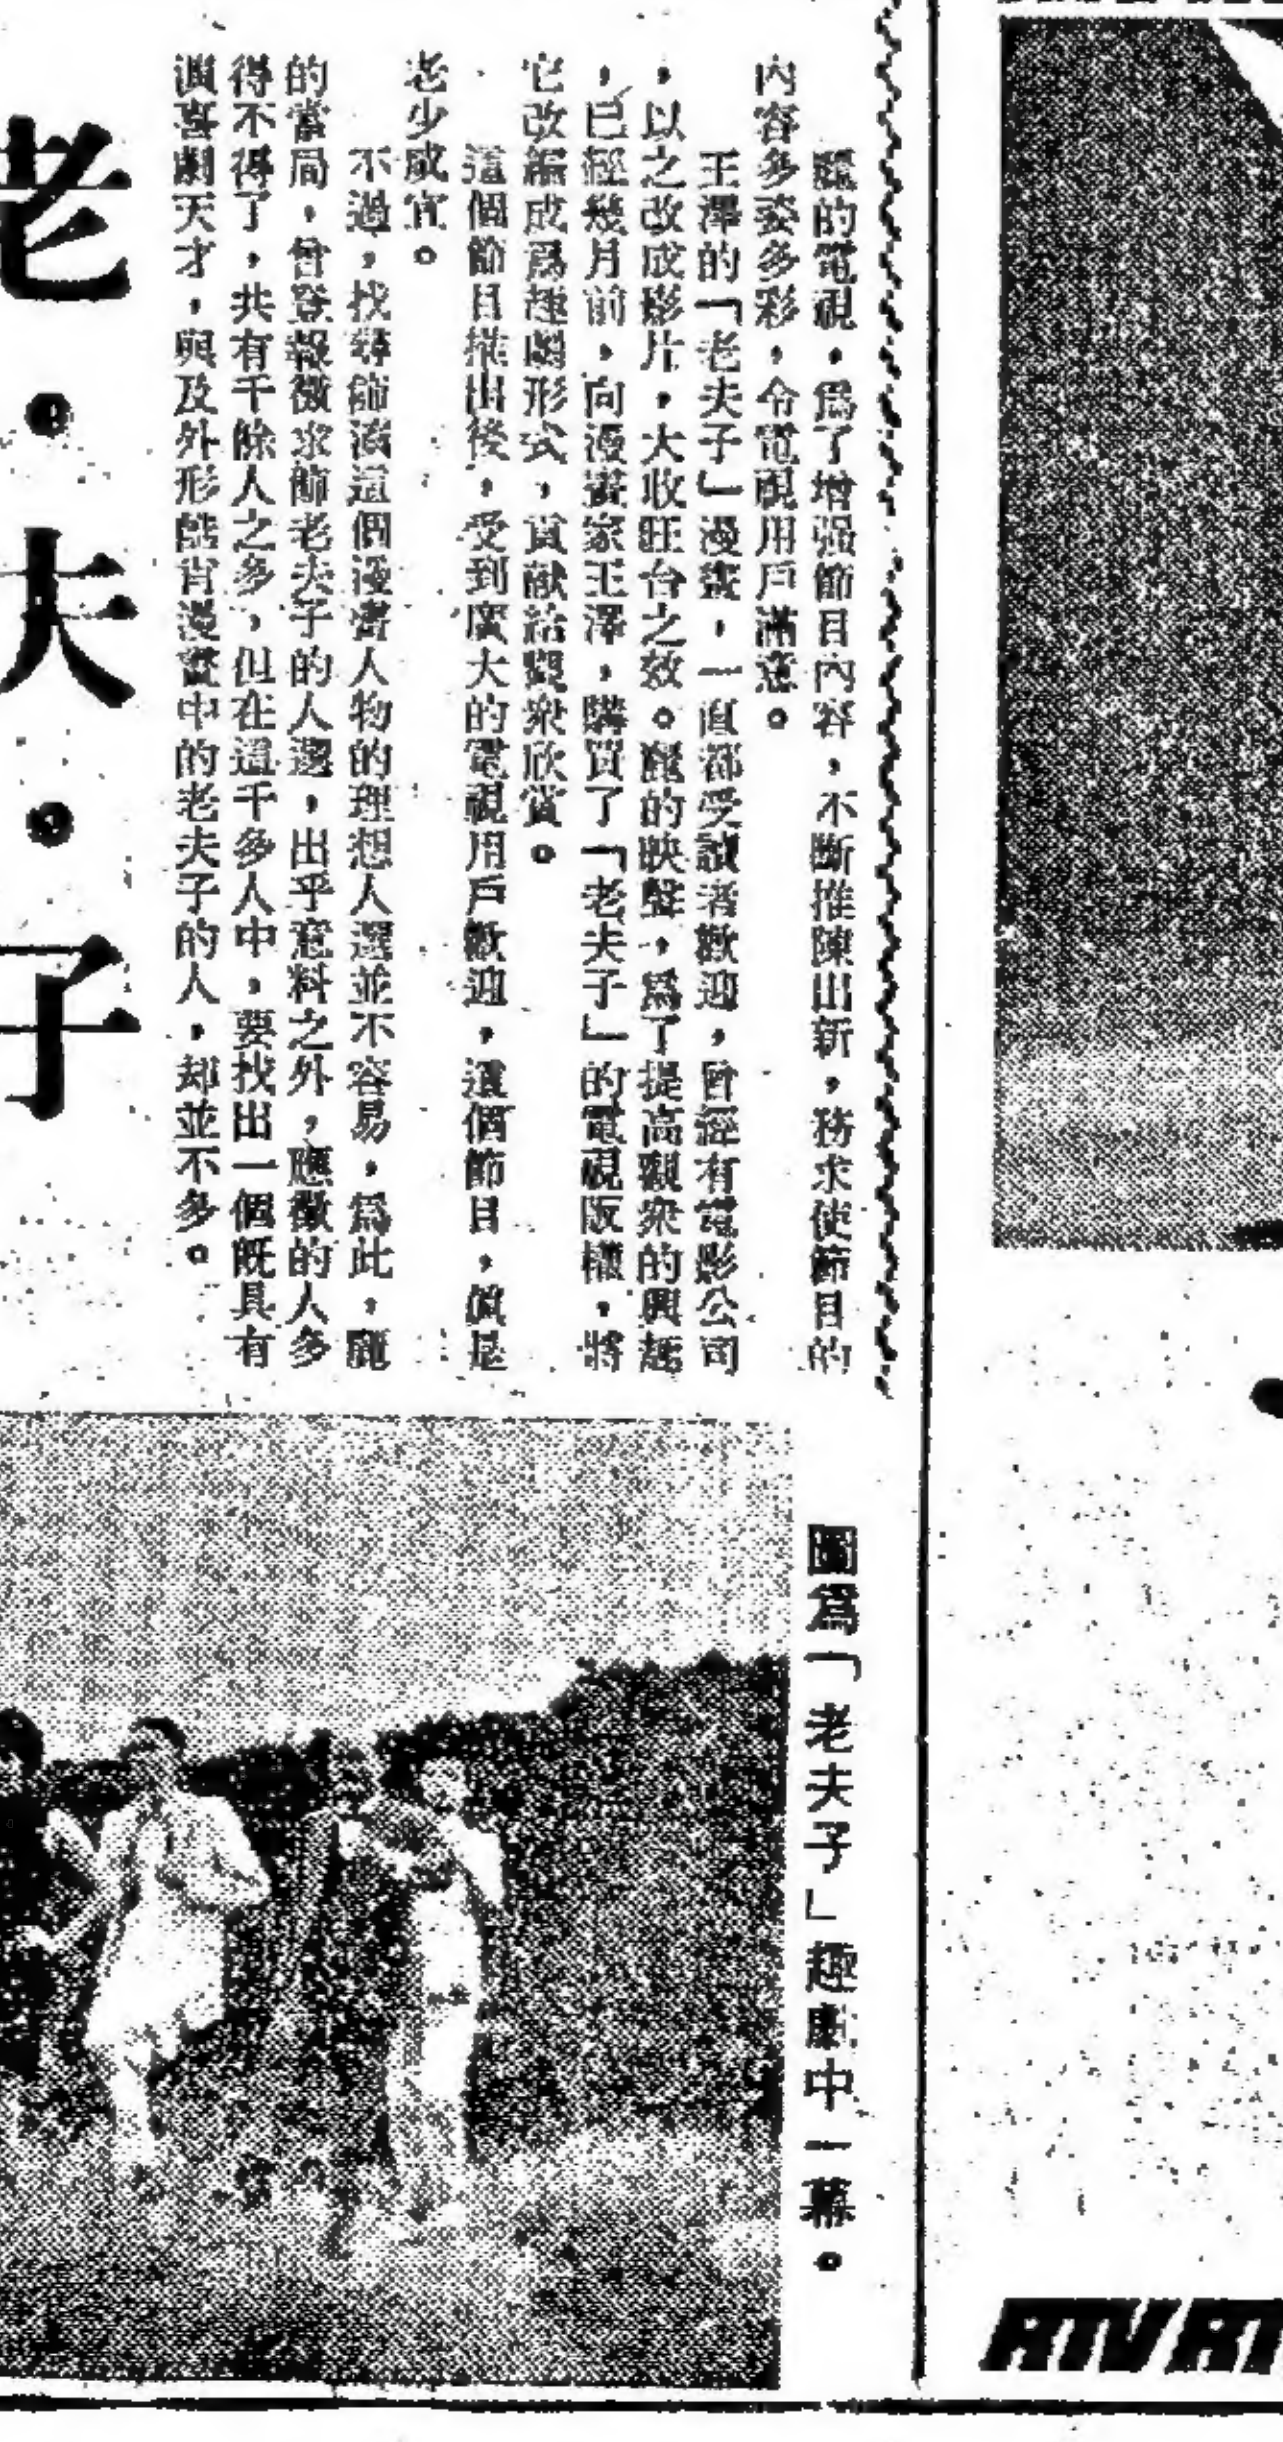 麗的電視，爲了增强節目內容，不斷推陳出新，務求使節目的
內容多姿多彩，令電視用戶滿意。
王澤的「老夫子」漫畫，一直都受讀者歡迎，曾經有電影公司
，以之改成影片，大收旺台之效。麗的映聲，爲了提高觀衆的興趣
，已經幾月前，向漫畫家王澤，購買了「老夫子」的電視版權，將
它改編成爲趣劇形式，貢献給觀衆欣賞。
這個節目推出後，受到廣大的電視用戶歡迎，這個節目，眞是
老少咸宜。
不過，找尋飾演這個漫畫人物的理想人選並不容易，爲此，麗
的當局，曾登報徵求飾老夫子的人選，出乎意料之外，應徵的人多
得不得了，共有千餘人之多，但在這千多人中，要找出一個既具有
演喜劇天才，與及外形酷肖漫畫中的老夫子的人，却並不多。
老・夫・子
圖爲「老夫子」趣劇中一幕。
RTV